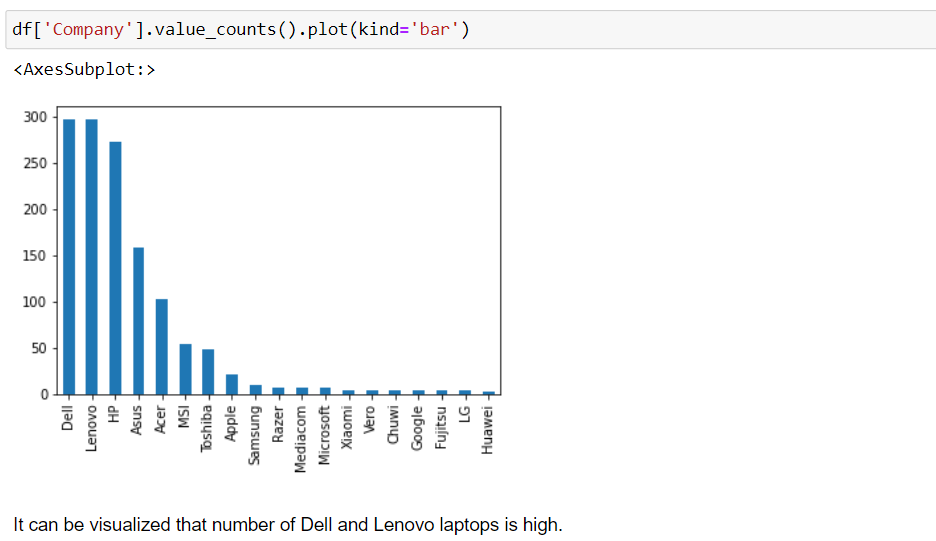 df['Company'].value_counts().plot(kind='bar')
<AxesSubplot:>
300
250
200
150
100
50
0
Dell
Lenovo
HP
Asus
Acer
MSI
Toshiba
Apple
Samsung
Razer
Mediacom
Microsoft
Xiaomi
Vero
Chuwi
Google
Fujitsu
LG
Huawei
It can be visualized that number of Dell and Lenovo laptops is high.